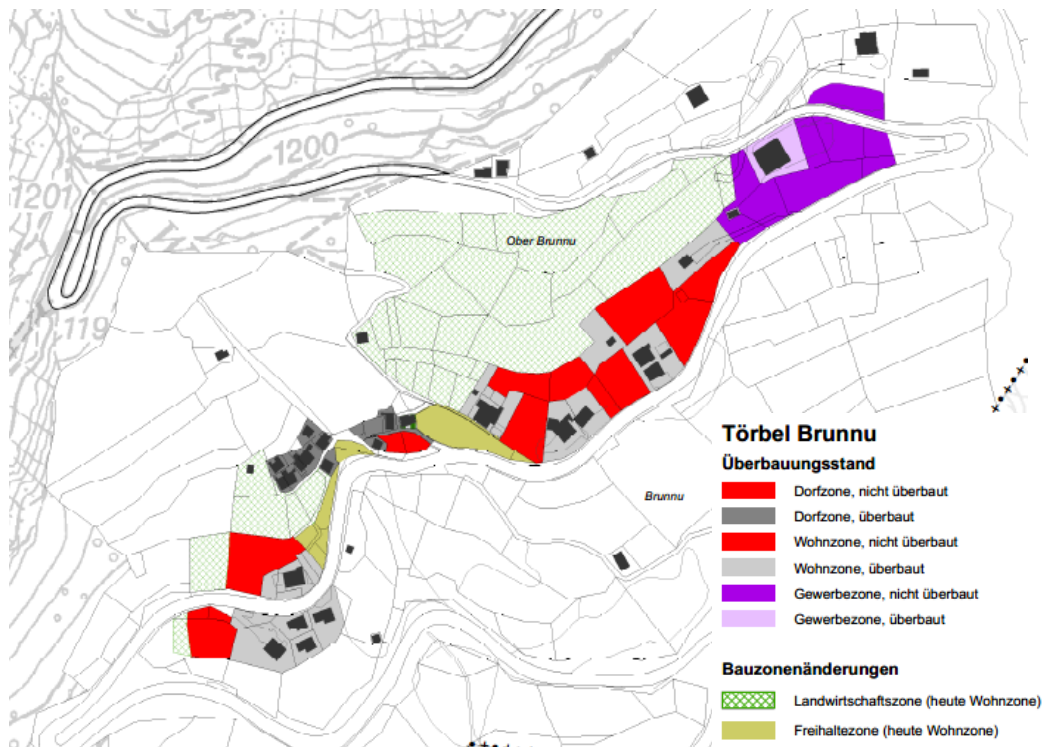 1200
1201
Ober Brunnu
10.119
Törbel Brunnu
Überbauungsstand
Dorfzone, nicht überbaut
Dorfzone, überbaut
Brunnu
Wohnzone, nicht überbaut
Wohnzone, überbaut
Gewerbezone, nicht überbaut
Gewerbezone, überbaut
Bauzonenänderungen
Landwirtschaftszone (heute Wohnzone)
Freihaltezone (heute Wohnzone)